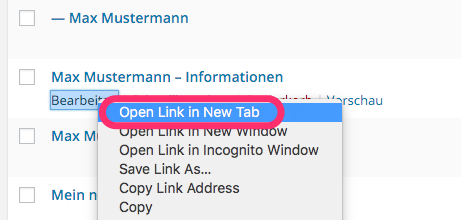 — Max Mustermann
Max Mustermann – Informationen
Bearbeiten Vorschau
Open Link in New Tab
Open Link in New Window
Open Link in Incognito Window
Save Link As...
Copy Link Address
Copy
Max
Mein